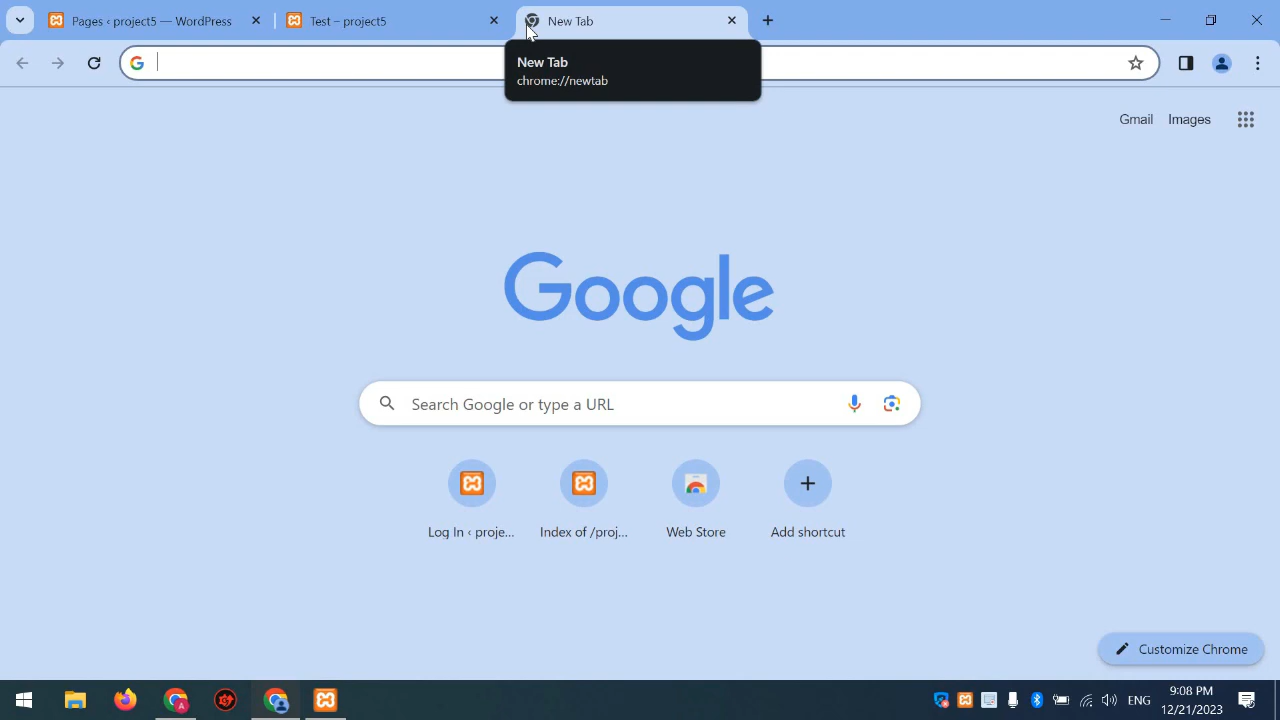 Pages ‹ project5 — WordPress
Test – project5
New Tab
New Tab
chrome://newtab
Gmail
Images
Google
Search Google or type a URL
Log In ‹ proje...
Index of /proj...
Web Store
Add shortcut
Customize Chrome
A
ENG
9:08 PM
12/21/2023